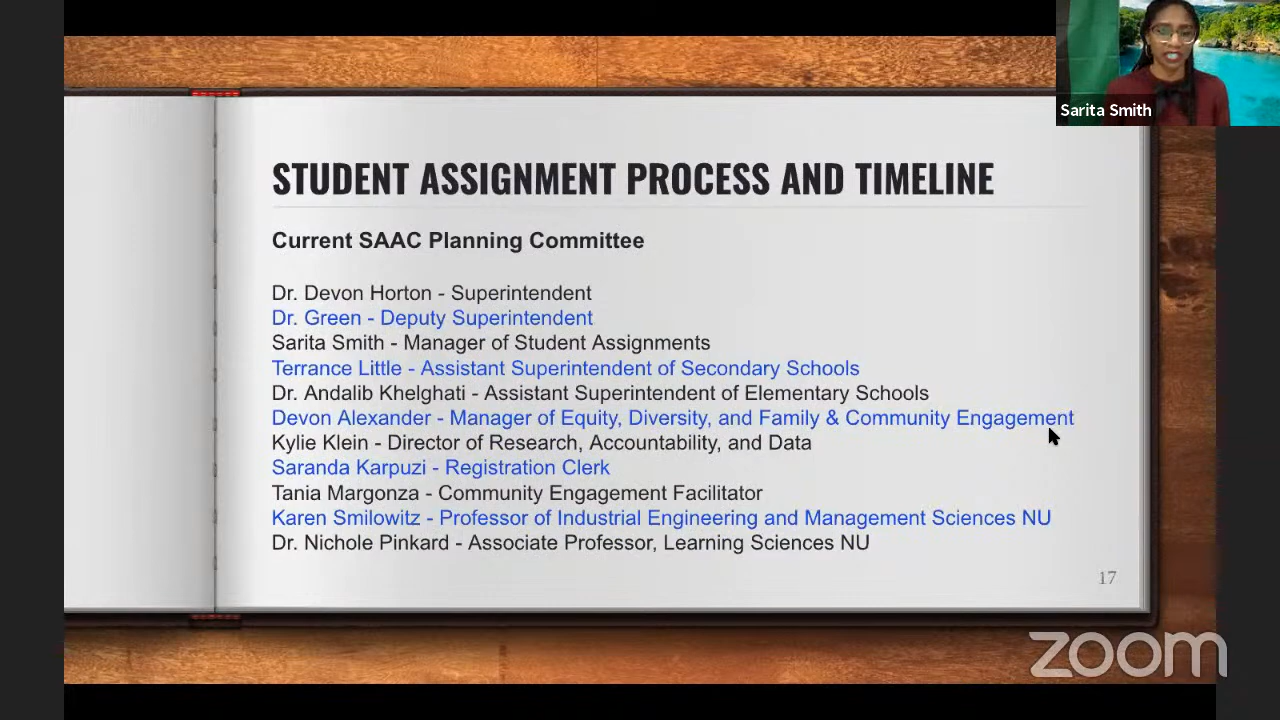 Sarita Smith
STUDENT ASSIGNMENT PROCESS AND TIMELINE
Current SAAC Planning Committee
Dr. Devon Horton - Superintendent
Dr. Green - Deputy Superintendent
Sarita Smith - Manager of Student Assignments
Terrance Little - Assistant Superintendent of Secondary Schools
Dr. Andalib Khelghati - Assistant Superintendent of Elementary Schools
Devon Alexander - Manager of Equity, Diversity, and Family & Community Engagement
Kylie Klein - Director of Research, Accountability, and Data
Saranda Karpuzi - Registration Clerk
Tania Margonza - Community Engagement Facilitator
Karen Smilowitz - Professor of Industrial Engineering and Management Sciences NU
Dr. Nichole Pinkard - Associate Professor, Learning Sciences NU
17
zoom